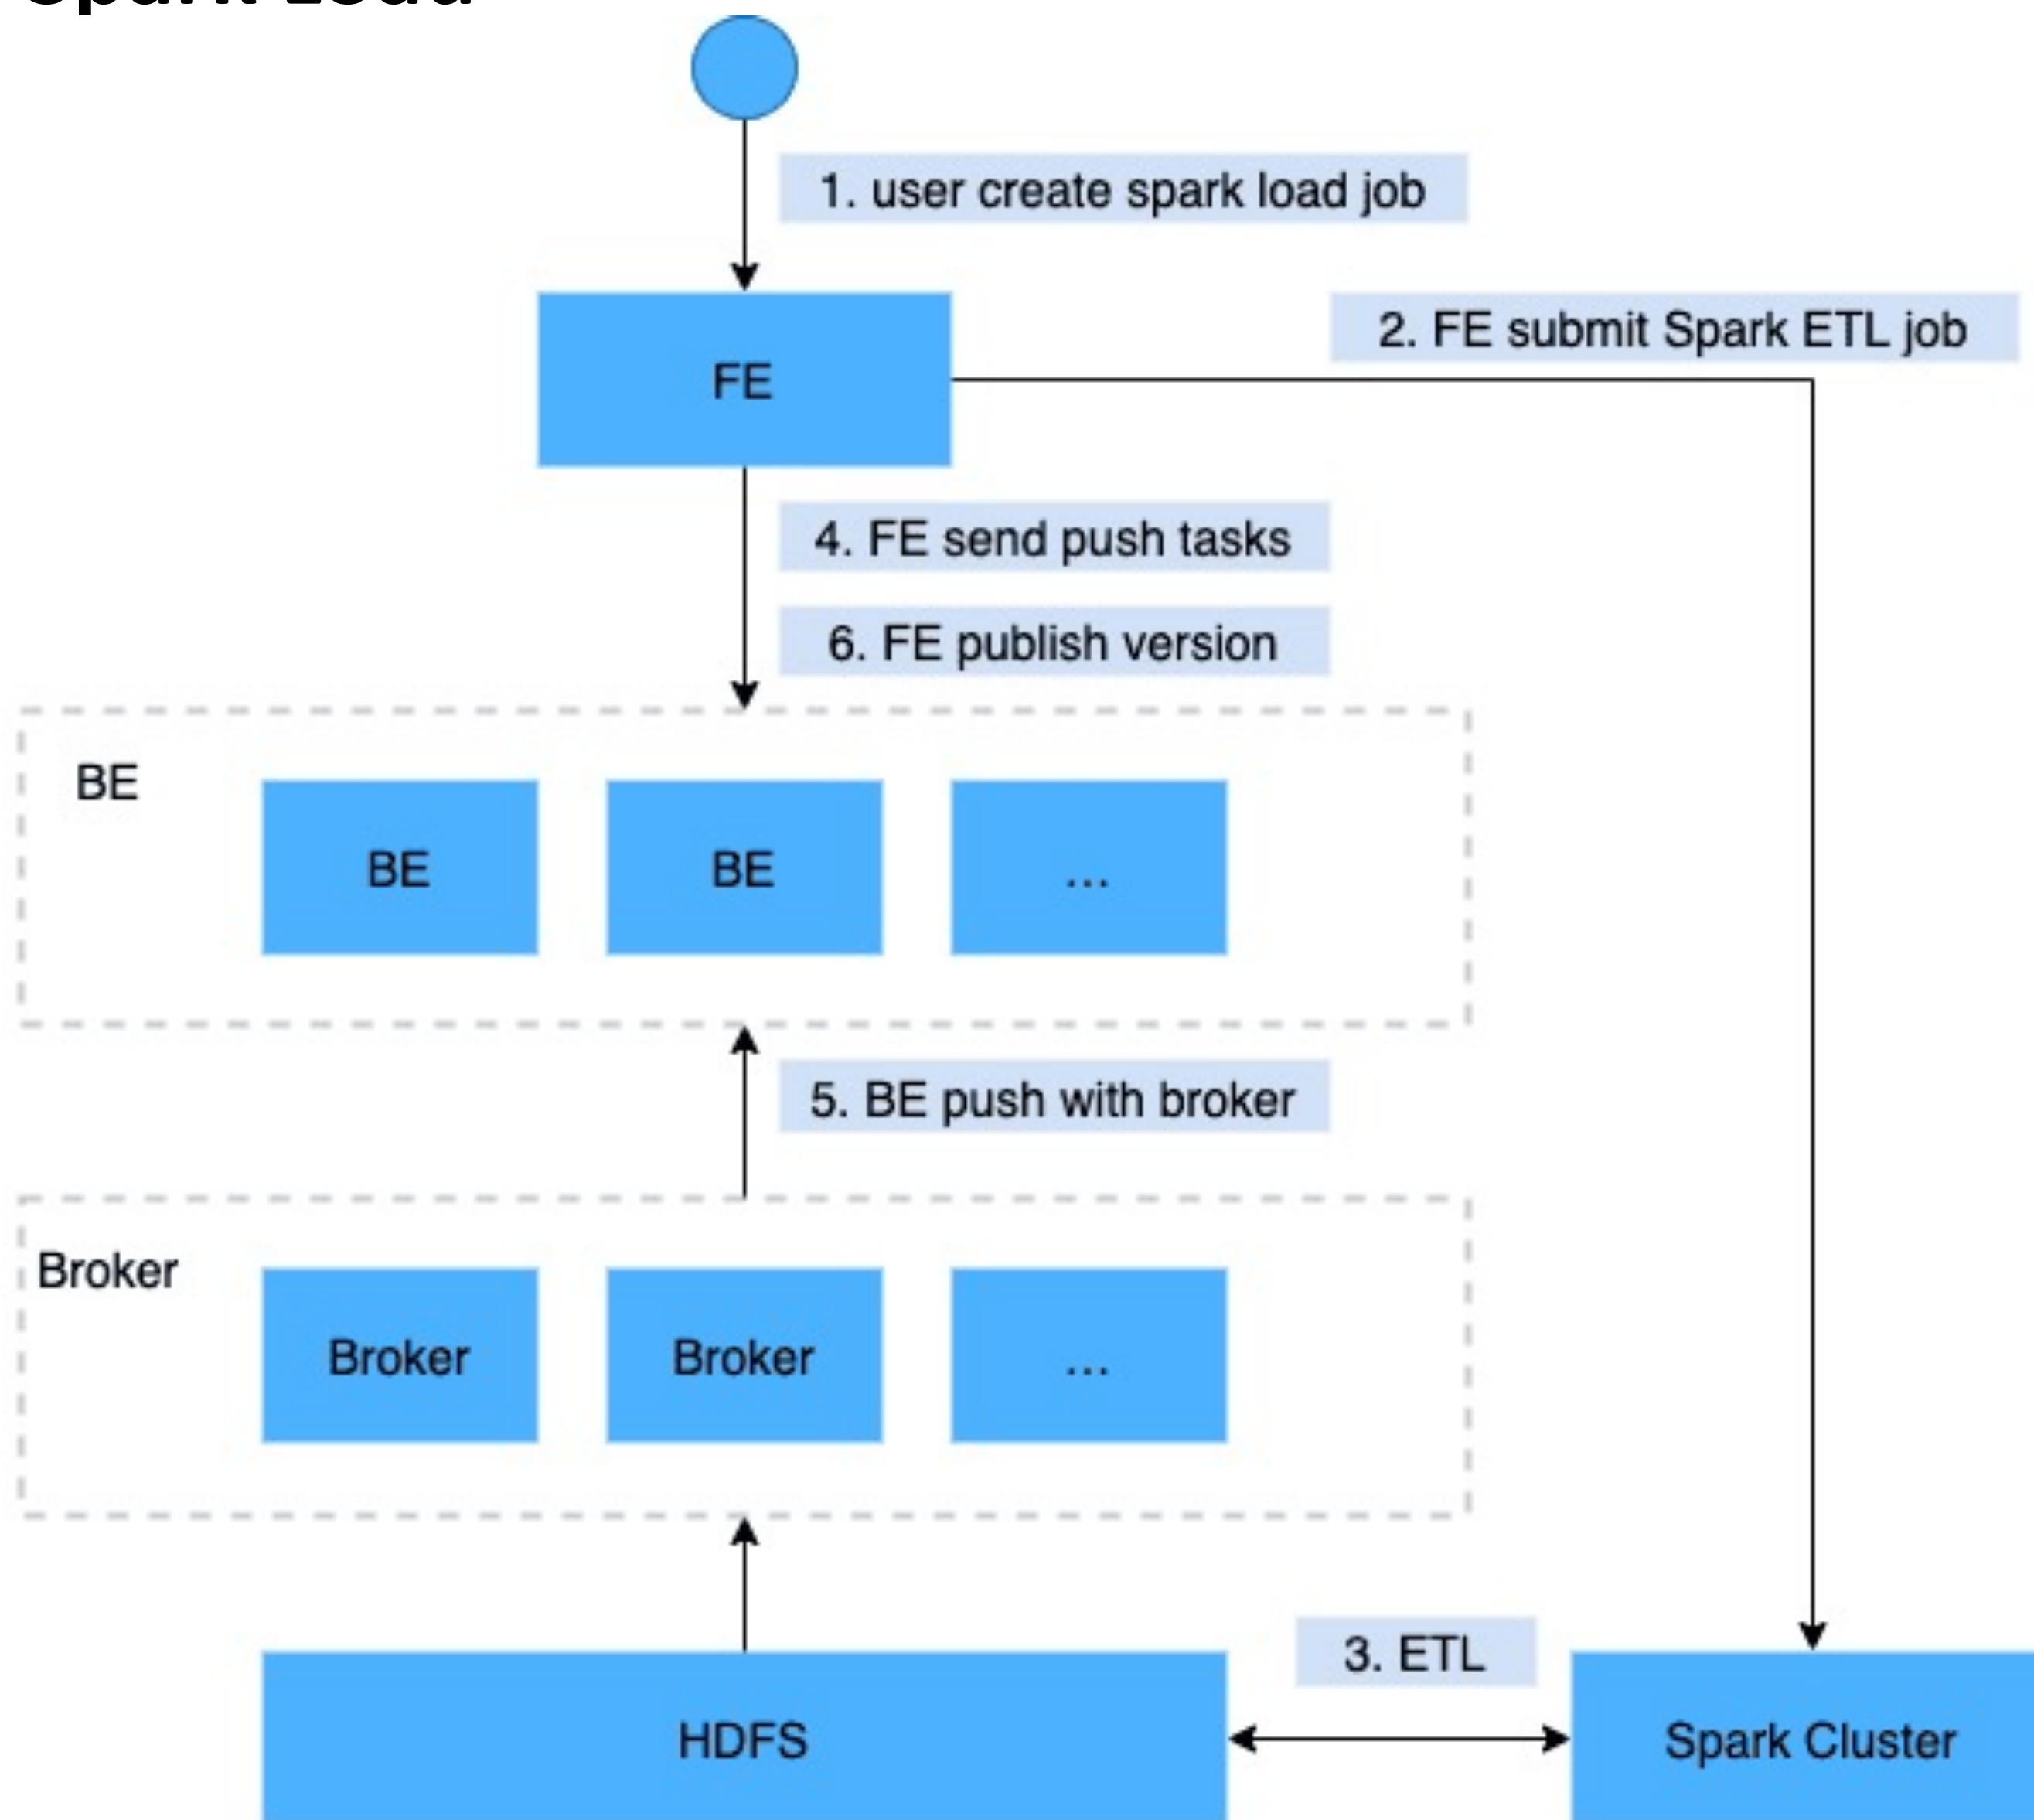 Spark Load
1. user create spark load job
2. FE submit Spark ETL job
FE
4. FE send push tasks
6. FE publish version
BE
BE
BE
...
5. BE push with broker
Broker
Broker
Broker
...
3. ETL
HDFS
Spark Cluster